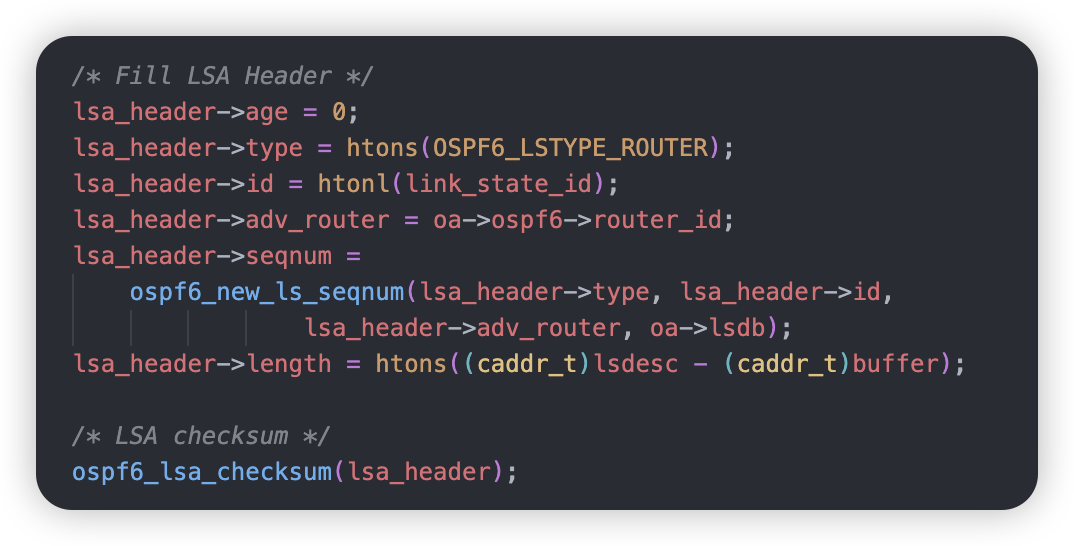 /* Fill LSA Header */
lsa_header->age = 0;
lsa_header->type = htons(OSPF6_LSTYPE_ROUTER);
lsa_header->id = htonl(link_state_id);
lsa_header->adv_router = oa->ospf6->router_id;
lsa_header->seqnum =
    ospf6_new_ls_seqnum(lsa_header->type, lsa_header->id,
                lsa_header->adv_router, oa->lsdb);
lsa_header->length = htons((caddr_t)lsdesc - (caddr_t)buffer);

/* LSA checksum */
ospf6_lsa_checksum(lsa_header);